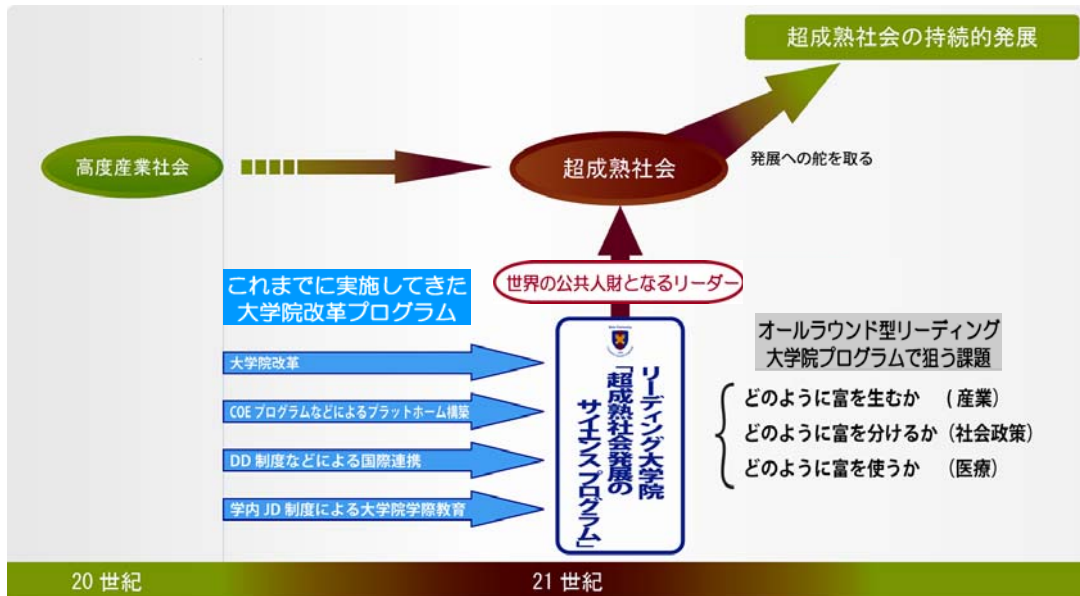 超成熟社会の持続的発展
高度産業社会
超成熟社会
発展への舵を取る
世界の公共人財となるリーダー
これまでに実施してきた
大学院改革プログラム
大学院改革
COEプログラムなどによるプラットホーム構築
DD制度などによる国際連携
学内JD制度による大学院学際教育
リーディング大学院
「超成熟社会発展の
サイエンスプログラム」
オールラウンド型リーディング
大学院プログラムで狙う課題
どのように富を生むか (産業)
どのように富を分けるか (社会政策)
どのように富を使うか (医療)
20世紀
21世紀